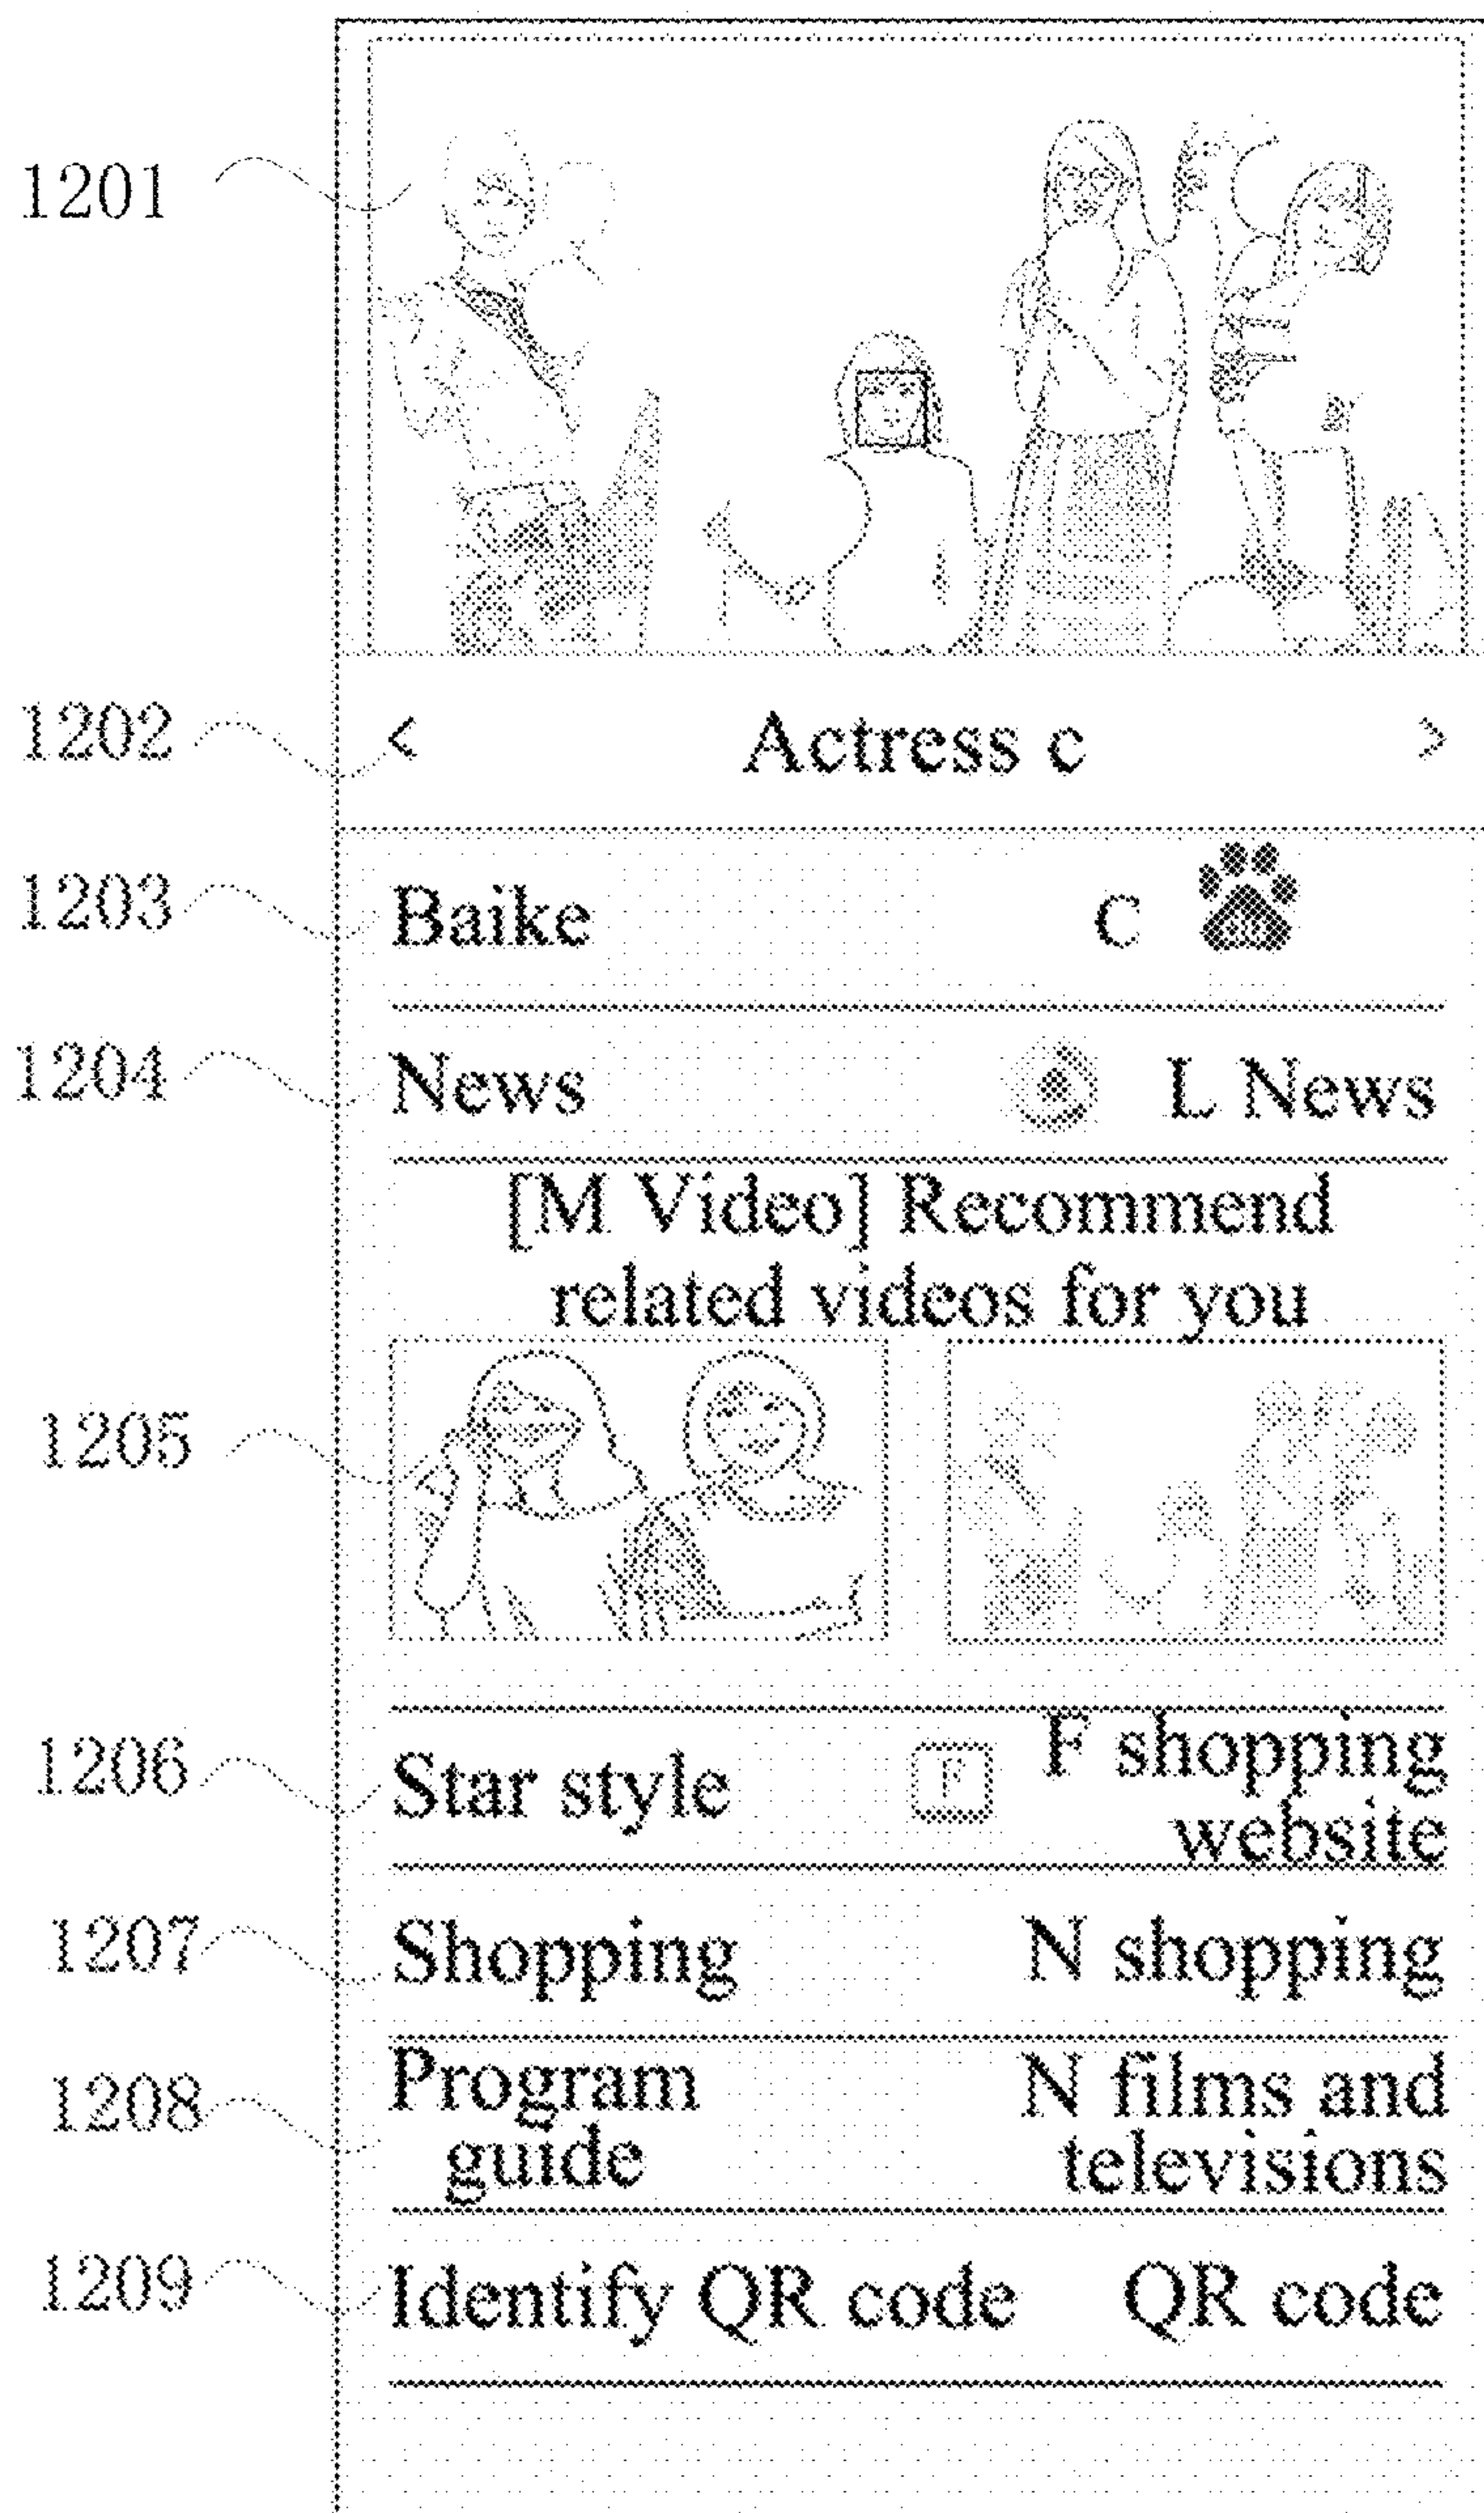 1201
1202 < Actress c >
1203 Baike C
1204 News L News
[M Video] Recommend
related videos for you
1205
1206 Star style F F shopping
website
1207 Shopping N shopping
1208 Program N films and
guide televisions
1209 Identify QR code QR code